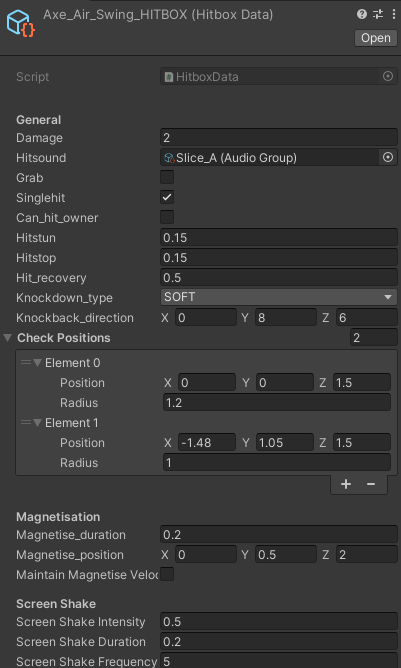 Axe_Air_Swing_HITBOX (Hitbox Data)
Open
Script HitboxData
General
Damage 2
Hitsound Slice_A (Audio Group)
Grab
Singlehit
Can_hit_owner
Hitstun 0.15
Hitstop 0.15
Hit_recovery 0.5
Knockdown_type SOFT
Knockback_direction X 0 Y 8 Z 6
Check Positions 2
Element 0
Position X 0 Y 0 Z 1.5
Radius 1.2
Element 1
Position X -1.48 Y 1.05 Z 1.5
Radius 1
Magnetisation
Magnetise_duration 0.2
Magnetise_position X 0 Y 0.5 Z 2
Maintain Magnetise Veloc
Screen Shake
Screen Shake Intensity 0.5
Screen Shake Duration 0.2
Screen Shake Frequency 5